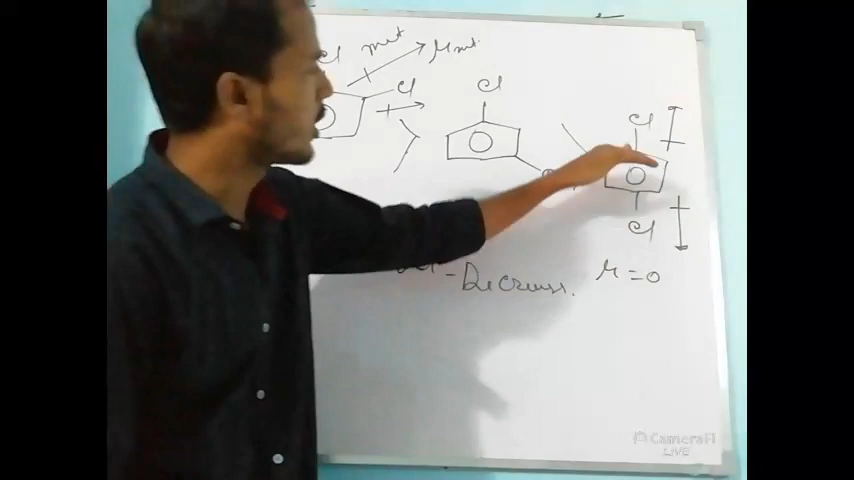 Cl
μnet
Cl
Cl
Cl
Cl
Decreases.
μ = 0
CameraFi
LIVE